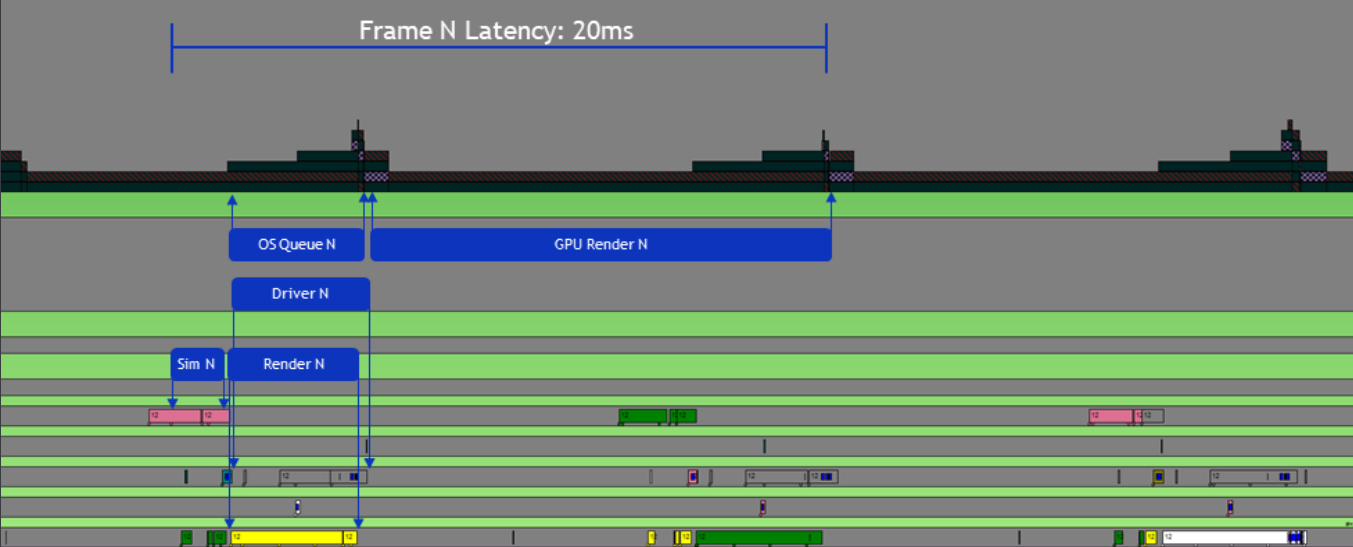 Frame N Latency: 20ms
OS Queue N
GPU Render N
Driver N
Sim N
Render N
12 12 12 12 12 12
12 12 12 12 12
12 12 12 12 12 12 12